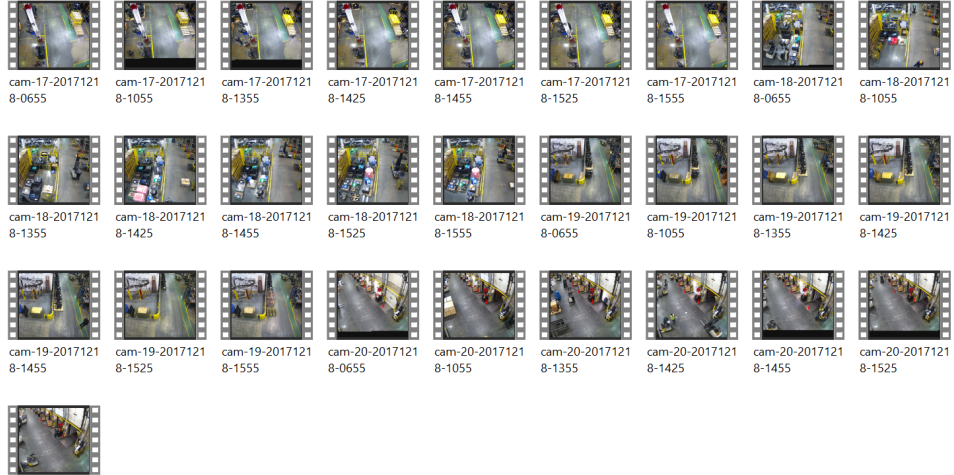 cam-17-2017121 cam-17-2017121 cam-17-2017121 cam-17-2017121 cam-17-2017121 cam-17-2017121 cam-17-2017121 cam-18-2017121 cam-18-2017121
8-0655 8-1055 8-1355 8-1425 8-1455 8-1525 8-1555 8-0655 8-1055
cam-18-2017121 cam-18-2017121 cam-18-2017121 cam-18-2017121 cam-18-2017121 cam-19-2017121 cam-19-2017121 cam-19-2017121 cam-19-2017121
8-1355 8-1425 8-1455 8-1525 8-1555 8-0655 8-1055 8-1355 8-1425
cam-19-2017121 cam-19-2017121 cam-19-2017121 cam-20-2017121 cam-20-2017121 cam-20-2017121 cam-20-2017121 cam-20-2017121 cam-20-2017121
8-1455 8-1525 8-1555 8-0655 8-1055 8-1355 8-1425 8-1455 8-1525